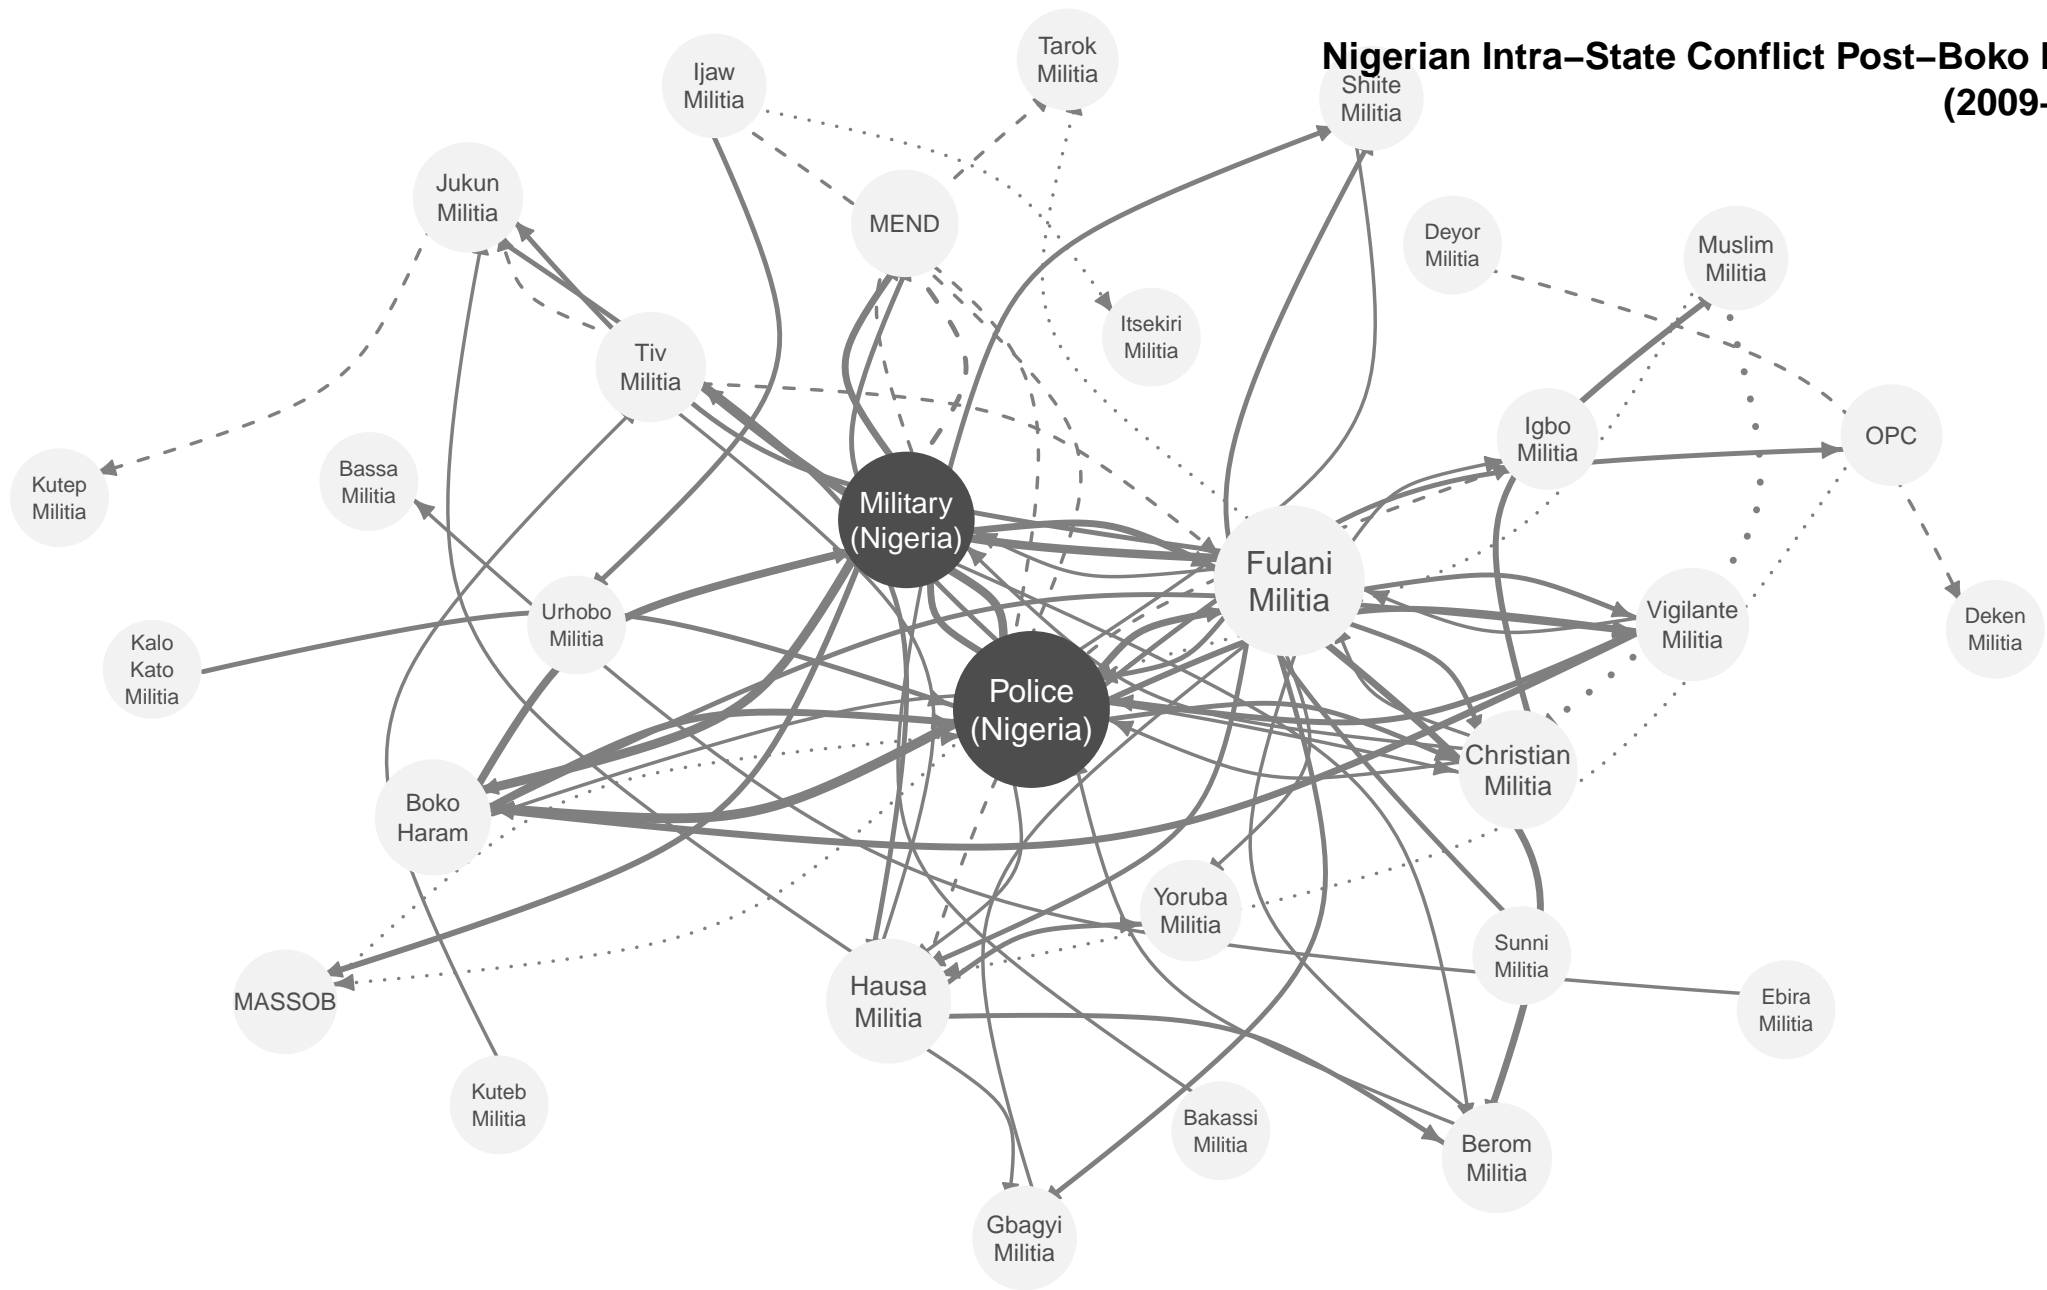 Nigerian Intra−State Conflict Post−Boko
(2009-
Tarok
Militia
Ijaw
Militia
Shiite
Militia
Jukun
Militia
MEND
Deyor
Militia
Muslim
Militia
Itsekiri
Militia
Tiv
Militia
Igbo
Militia
OPC
Kutep
Militia
Bassa
Militia
Military
(Nigeria)
Fulani
Militia
Urhobo
Militia
Vigilante
Militia
Deken
Militia
Kalo
Kato
Militia
Police
(Nigeria)
Christian
Militia
Boko
Haram
Yoruba
Militia
Sunni
Militia
MASSOB
Hausa
Militia
Ebira
Militia
Kuteb
Militia
Bakassi
Militia
Berom
Militia
Gbagyi
Militia